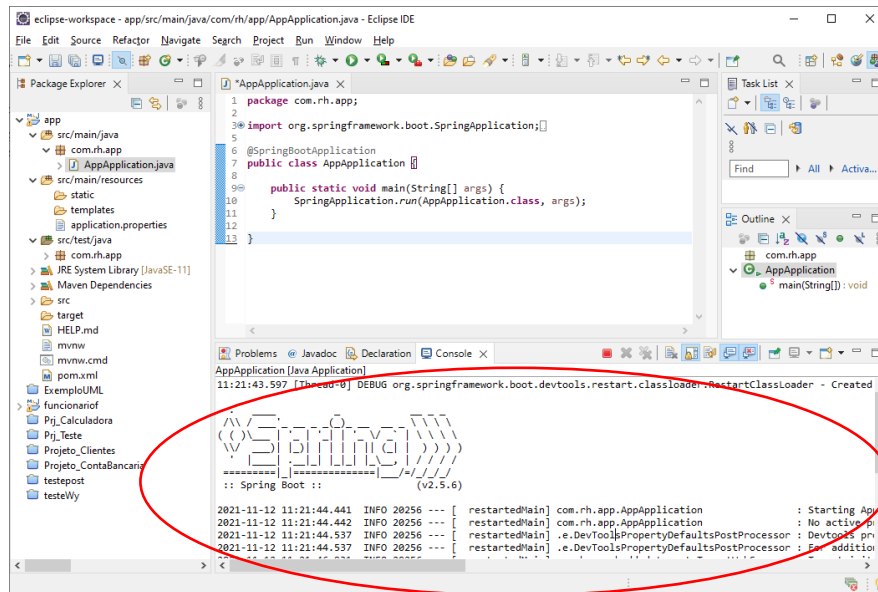 eclipse-workspace - app/src/main/java/com/rh/app/AppApplication.java - Eclipse IDE
File Edit Source Refactor Navigate Search Project Run Window Help
Package Explorer
app
src/main/java
com.rh.app
AppApplication.java
src/main/resources
static
templates
application.properties
src/test/java
com.rh.app
JRE System Library [JavaSE-11]
Maven Dependencies
src
target
HELP.md
mvnw
mvnw.cmd
pom.xml
ExemploUML
funcionariof
Prj_Calculadora
Prj_Teste
Projeto_Clientes
Projeto_ContaBancaria
testepost
testeWy
*AppApplication.java
1 package com.rh.app;
2
3 import org.springframework.boot.SpringApplication;
5
6 @SpringBootApplication
7 public class AppApplication {
8
9 public static void main(String[] args) {
10 SpringApplication.run(AppApplication.class, args);
11 }
12
13 }
Task List
Find All Activa...
Outline
com.rh.app
AppApplication
main(String[]) : void
Problems Javadoc Declaration Console
AppApplication [Java Application]
11:21:43.597 [Thread-0] DEBUG org.springframework.boot.devtools.restart.classloader.RestartClassLoader - Created
Spring
:: Spring Boot :: (v2.5.6)
2021-11-12 11:21:44.441 INFO 20256 --- [ restartedMain] com.rh.app.AppApplication : Starting App
2021-11-12 11:21:44.442 INFO 20256 --- [ restartedMain] com.rh.app.AppApplication : No active pr
2021-11-12 11:21:44.537 INFO 20256 --- [ restartedMain] .e.DevToolsPropertyDefaultsPostProcessor : Devtools pro
2021-11-12 11:21:44.537 INFO 20256 --- [ restartedMain] .e.DevToolsPropertyDefaultsPostProcessor : For addition